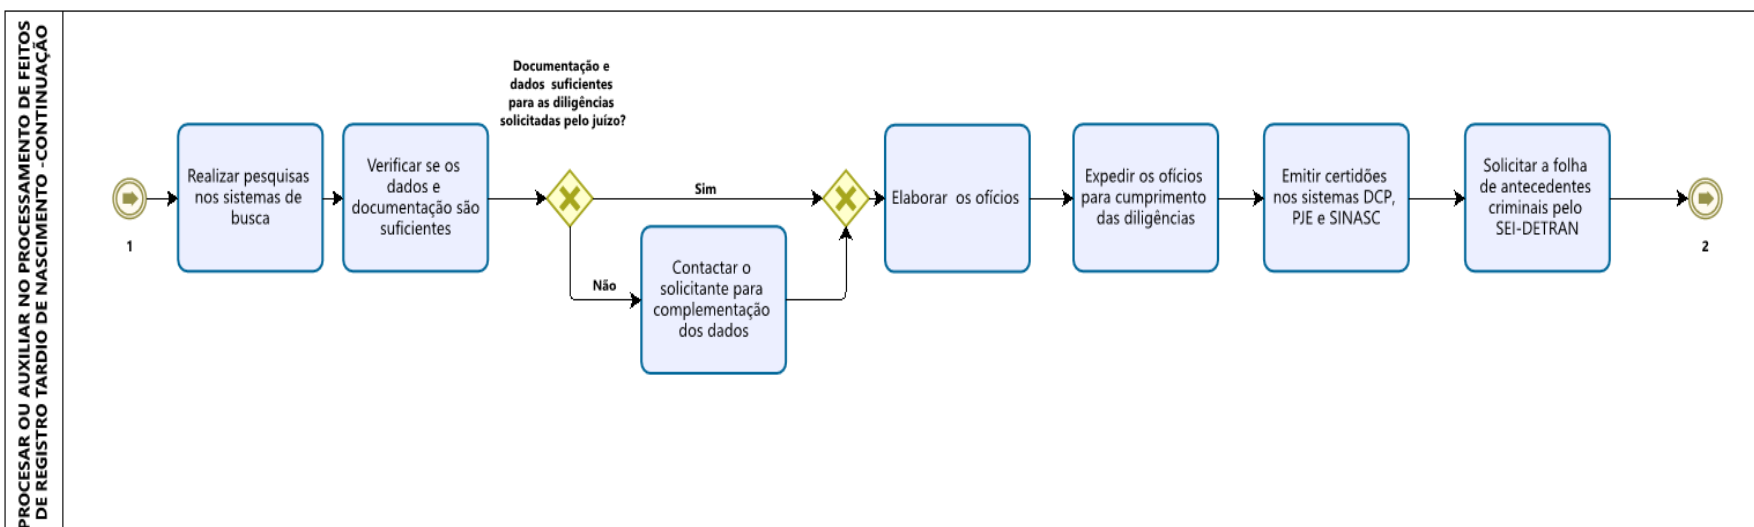 PROCESAR OU AUXILIAR NO PROCESSAMENTO DE FEITOS
DE REGISTRO TARDIO DE NASCIMENTO -CONTINUAÇÃO
1
Realizar pesquisas
nos sistemas de
busca
Verificar se os
dados e
documentação são
suficientes
Documentação e
dados suficientes
para as diligências
solicitadas pelo juízo?
Sim
Não
Contactar o
solicitante para
complementação
dos dados
Elaborar os ofícios
Expedir os ofícios
para cumprimento
das diligências
Emitir certidões
nos sistemas DCP,
PJE e SINASC
Solicitar a folha
de antecedentes
criminais pelo
SEI-DETRAN
2